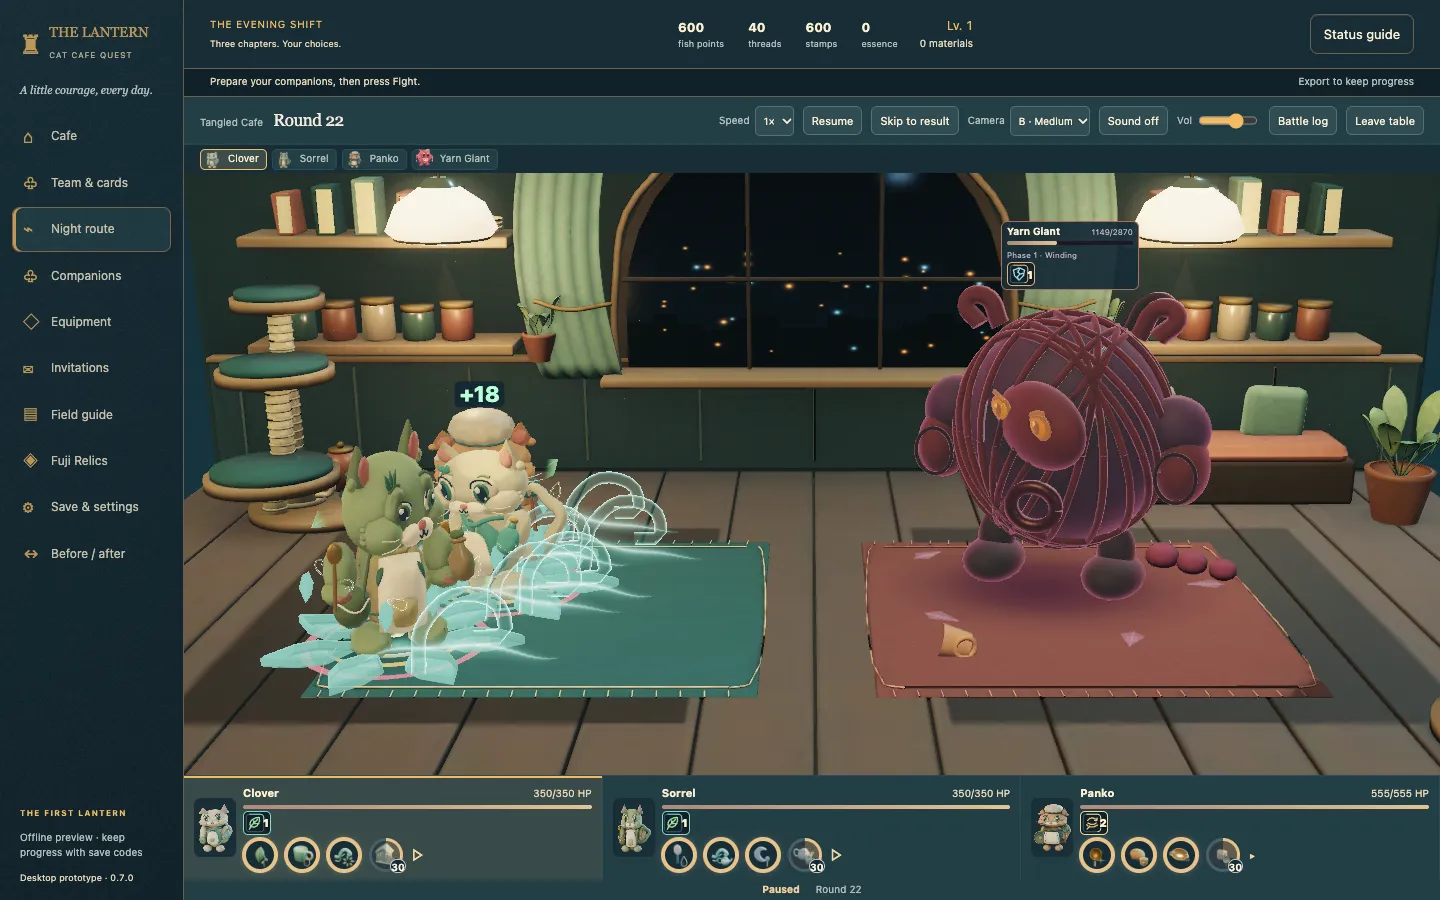 THE LANTERN
CAT CAFE QUEST
A little courage, every day.
Cafe
Team & cards
Night route
Companions
Equipment
Invitations
Field guide
Fuji Relics
Save & settings
Before / after
THE FIRST LANTERN
Offline preview · keep
progress with save codes
Desktop prototype · 0.7.0
THE EVENING SHIFT
Three chapters. Your choices.
600 fish points
40 threads
600 stamps
0 essence
Lv. 1
0 materials
Status guide
Prepare your companions, then press Fight.
Export to keep progress
Tangled Cafe Round 22
Speed 1x Resume Skip to result Camera B · Medium Sound off Vol Battle log Leave table
Clover Sorrel Panko Yarn Giant
Yarn Giant 1149/2870
Phase 1 · Winding
1
+18
Clover 350/350 HP
1
30
Sorrel 350/350 HP
1
30
Panko 555/555 HP
2
30
Paused Round 22